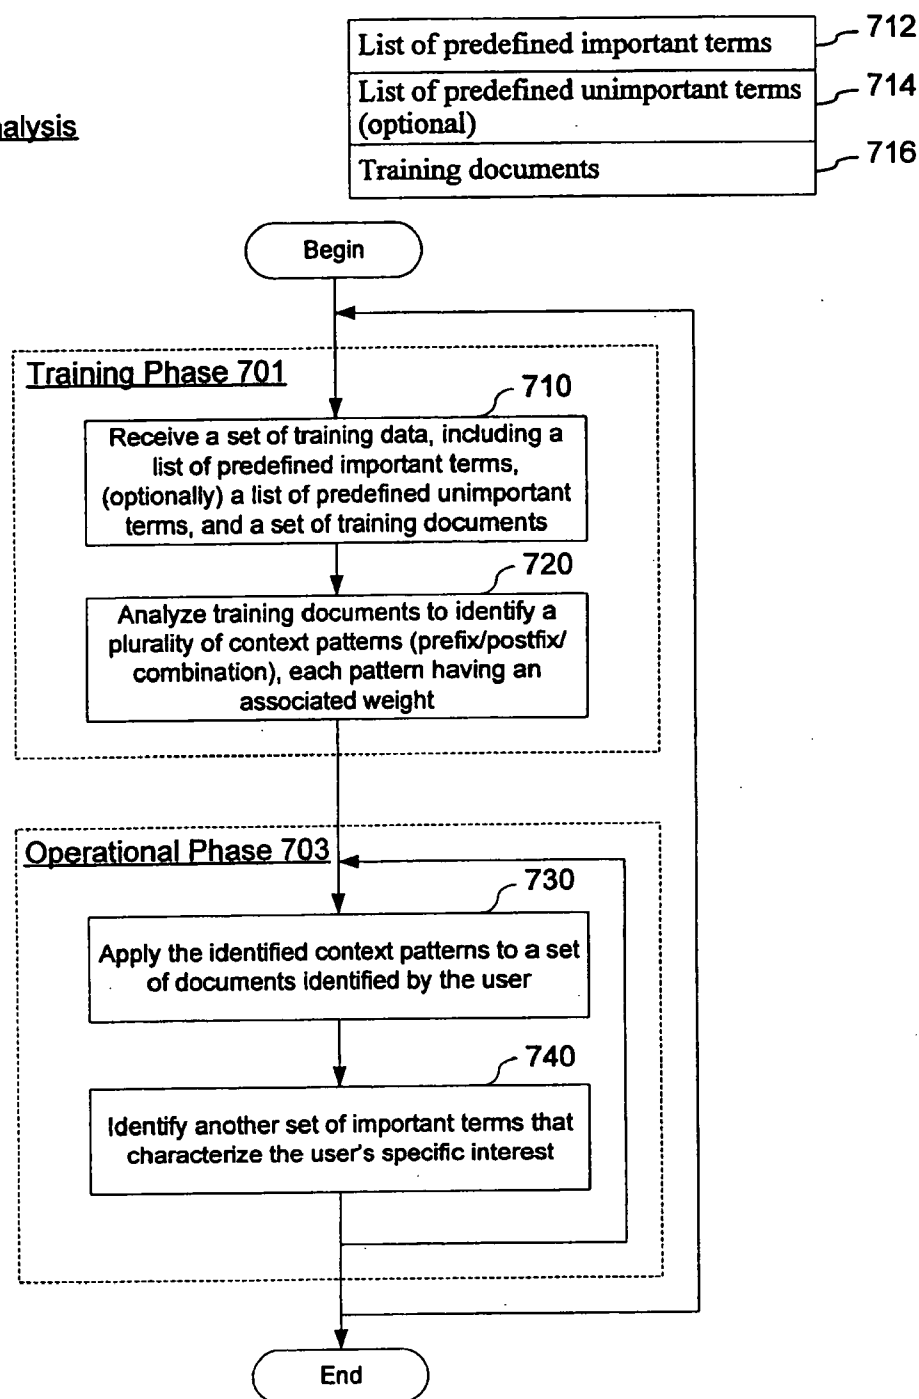 List of predefined important terms
712
List of predefined unimportant terms
(optional)
714
Training documents
716
Begin
Training Phase 701
710
Receive a set of training data, including a
list of predefined important terms,
(optionally) a list of predefined unimportant
terms, and a set of training documents
720
Analyze training documents to identify a
plurality of context patterns (prefix/postfix/
combination), each pattern having an
associated weight
Operational Phase 703
730
Apply the identified context patterns to a set
of documents identified by the user
740
Identify another set of important terms that
characterize the user's specific interest
End